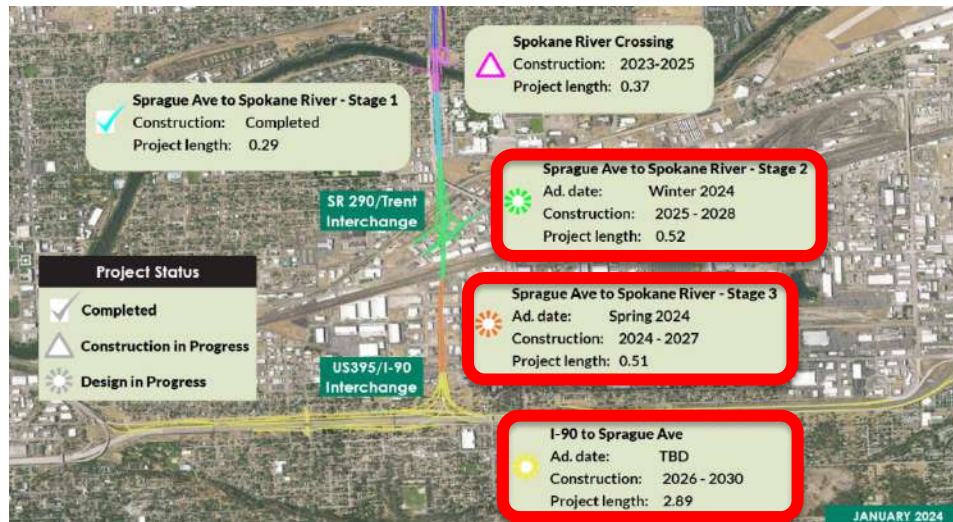 Spokane River Crossing
Construction: 2023-2025
Project length: 0.37
Sprague Ave to Spokane River - Stage 1
Construction: Completed
Project length: 0.29
Sprague Ave to Spokane River - Stage 2
Ad. date: Winter 2024
Construction: 2025 - 2028
Project length: 0.52
SR 290/Trent
Interchange
Project Status
Completed
Construction in Progress
Design in Progress
Sprague Ave to Spokane River - Stage 3
Ad. date: Spring 2024
Construction: 2024 - 2027
Project length: 0.51
US395/I-90
Interchange
I-90 to Sprague Ave
Ad. date: TBD
Construction: 2026 - 2030
Project length: 2.89
JANUARY 2024